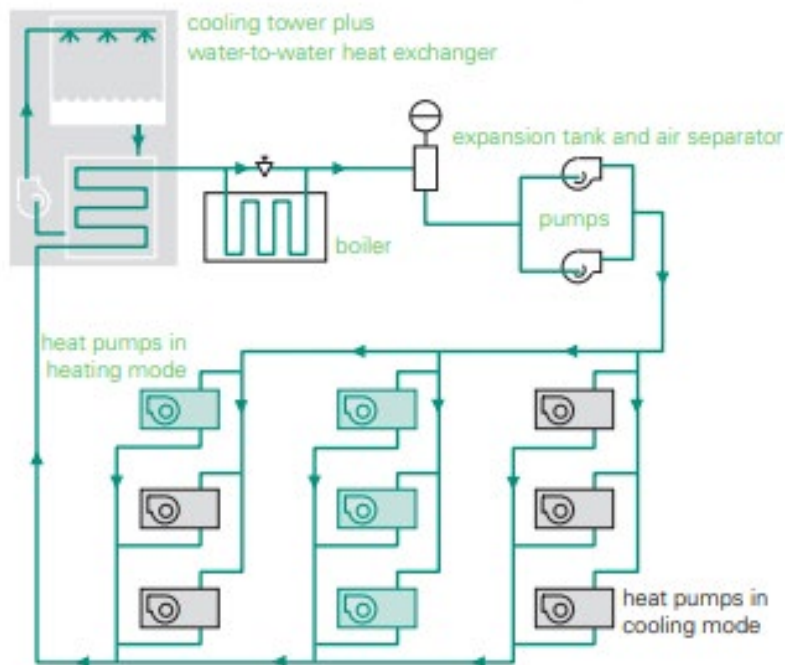 cooling tower plus
water-to-water heat exchanger
expansion tank and air separator
pumps
boiler
heat pumps in
heating mode
heat pumps in
cooling mode